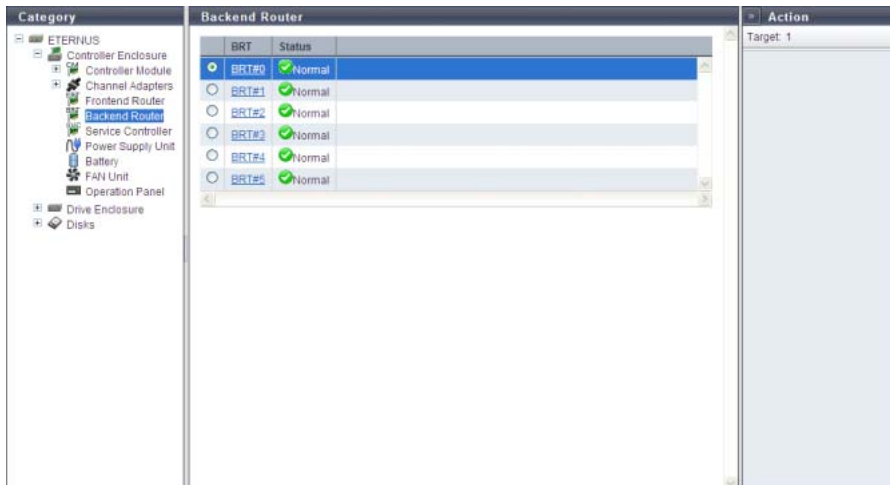 Category
ETERNUS
Controller Enclosure
Controller Module
Channel Adapters
Frontend Router
Backend Router
Service Controller
Power Supply Unit
Battery
FAN Unit
Operation Panel
Drive Enclosure
Disks
Backend Router
BRT Status
BRT#0 Normal
BRT#1 Normal
BRT#2 Normal
BRT#3 Normal
BRT#4 Normal
BRT#5 Normal
Action
Target: 1